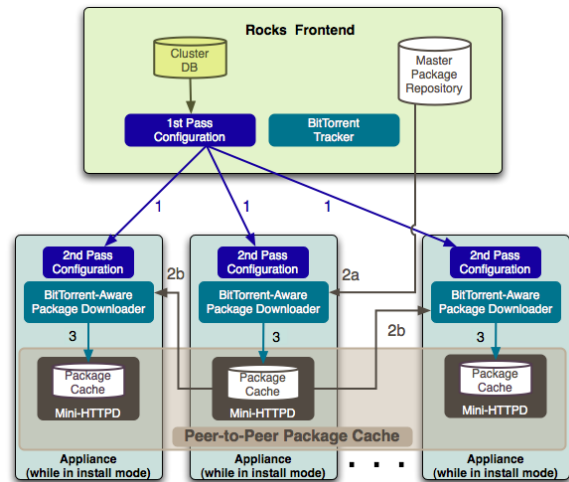 Rocks Frontend
Cluster
DB
Master
Package
Repository
1st Pass
Configuration
BitTorrent
Tracker
1
1
1
2nd Pass
Configuration
2nd Pass
Configuration
2nd Pass
Configuration
2b
2a
BitTorrent-Aware
Package Downloader
BitTorrent-Aware
Package Downloader
BitTorrent-Aware
Package Downloader
2b
3
3
3
Package
Cache
Mini-HTTPD
Package
Cache
Mini-HTTPD
Package
Cache
Mini-HTTPD
Peer-to-Peer Package Cache
Appliance
(while in install mode)
Appliance
(while in install mode)
. . .
Appliance
(while in install mode)